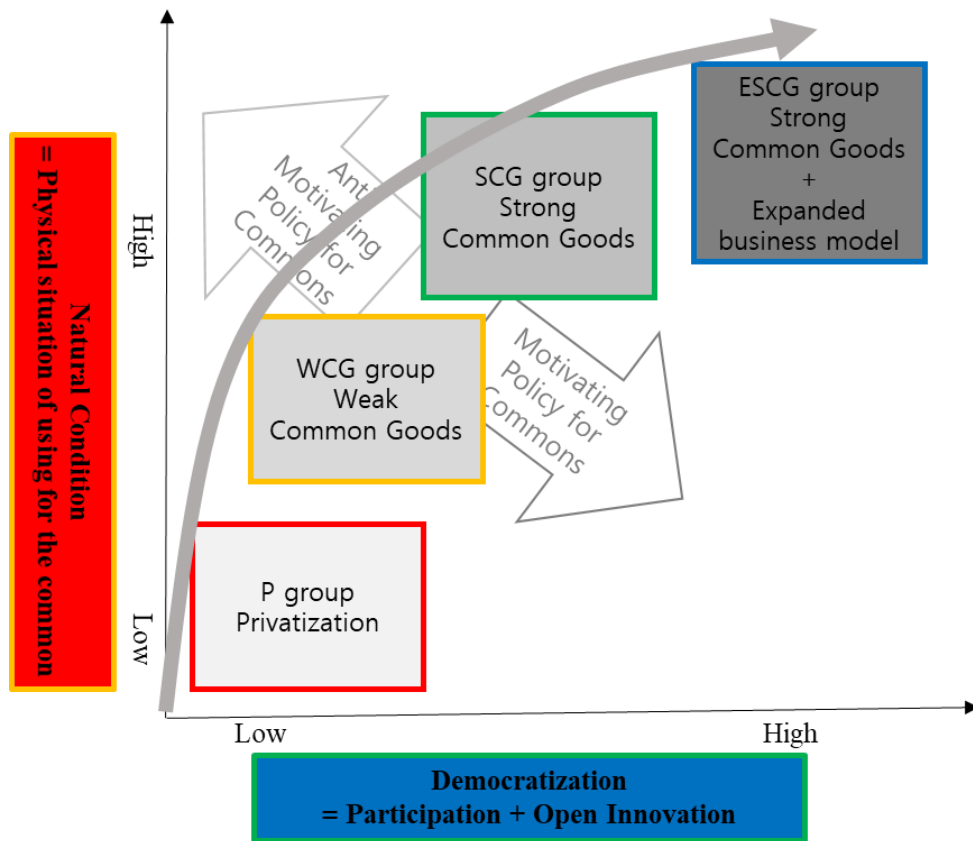 ESCG group
Strong
Common Goods
+
Expanded
business model
SCG group
Strong
Common Goods
Anti
Motivating
Policy for
Commons
WCG group
Weak
Common Goods
Motivating
Policy for
Commons
P group
Privatization
High
Low
Natural Condition
= Physical situation of using for the common
Low
High
Democratization
= Participation + Open Innovation